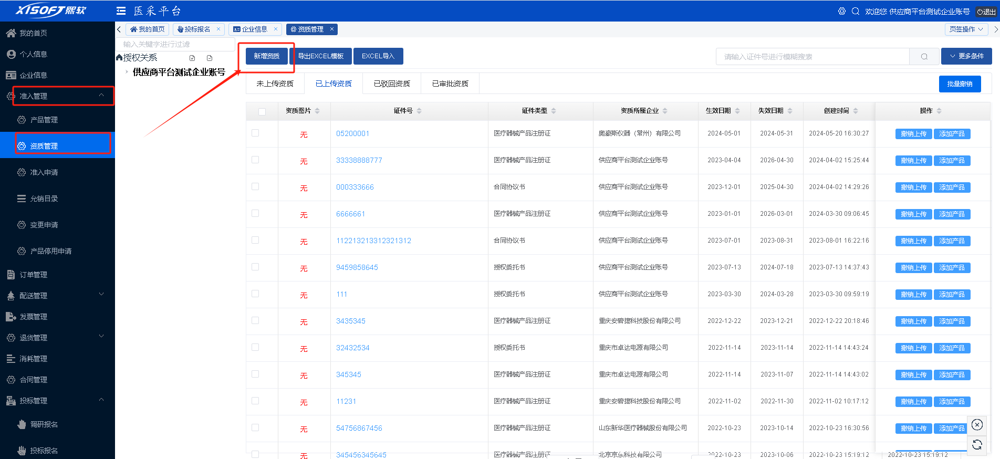 XISOFT熙软
医采平台
欢迎您 供应商平台测试企业账号
退出
我的首页
投标报名 ×
企业信息 ×
资质管理 ×
页签操作
我的首页
个人信息
企业信息
准入管理
产品管理
资质管理
准入申请
允销目录
变更申请
产品停用申请
订单管理
配送管理
发票管理
退货管理
消耗管理
合同管理
投标管理
调研报名
投标报名
输入关键字进行过滤
授权关系
供应商平台测试企业账号
新增资质
导出EXCEL模板
EXCEL导入
请输入证件号进行模糊搜索
更多条件
未上传资质
已上传资质
已驳回资质
已审批资质
批量撤销
资质图片 证件号 证件类型 资质所属企业 生效日期 失效日期 创建时间 操作
无 05200001 医疗器械产品注册证 奥豪斯仪器（常州）有限公司 2024-05-01 2024-05-31 2024-05-20 16:30:27 撤销上传 添加产品
无 33338888777 医疗器械产品注册证 供应商平台测试企业账号 2023-04-04 2026-04-30 2024-04-02 15:25:44 撤销上传 添加产品
无 000333666 合同协议书 供应商平台测试企业账号 2023-12-01 2025-04-30 2024-04-02 14:29:26 撤销上传 添加产品
无 6666661 医疗器械产品注册证 供应商平台测试企业账号 2023-01-01 2026-03-01 2024-03-30 09:06:45 撤销上传 添加产品
无 112213213312321312 合同协议书 供应商平台测试企业账号 2023-07-01 2023-08-31 2023-08-01 16:22:16 撤销上传 添加产品
无 9459858645 授权委托书 供应商平台测试企业账号 2023-07-13 2024-07-18 2023-07-13 14:37:43 撤销上传 添加产品
无 111 授权委托书 供应商平台测试企业账号 2023-03-30 2024-03-28 2023-03-30 09:59:19 撤销上传 添加产品
无 3435345 医疗器械产品注册证 重庆安碧捷科技股份有限公司 2022-12-22 2023-12-21 2022-12-22 20:18:46 撤销上传 添加产品
无 32432534 授权委托书 重庆市卓达电源有限公司 2022-11-14 2023-11-14 2022-11-14 14:43:24 撤销上传 添加产品
无 345345 医疗器械产品注册证 重庆市卓达电源有限公司 2022-11-14 2023-11-07 2022-11-14 14:43:02 撤销上传 添加产品
无 11231 医疗器械产品注册证 重庆安碧捷科技股份有限公司 2022-11-02 2022-11-30 2022-11-02 10:17:12 撤销上传 添加产品
无 54756867456 医疗器械产品注册证 山东新华医疗器械股份有限公司 2022-10-23 2023-10-14 2022-10-23 16:30:56 撤销上传 添加产品
无 345456345645 医疗器械产品注册证 北京京东科技有限公司 2022-10-23 2023-10-06 2022-10-23 15:19:12 2022-10-23 15:19:12